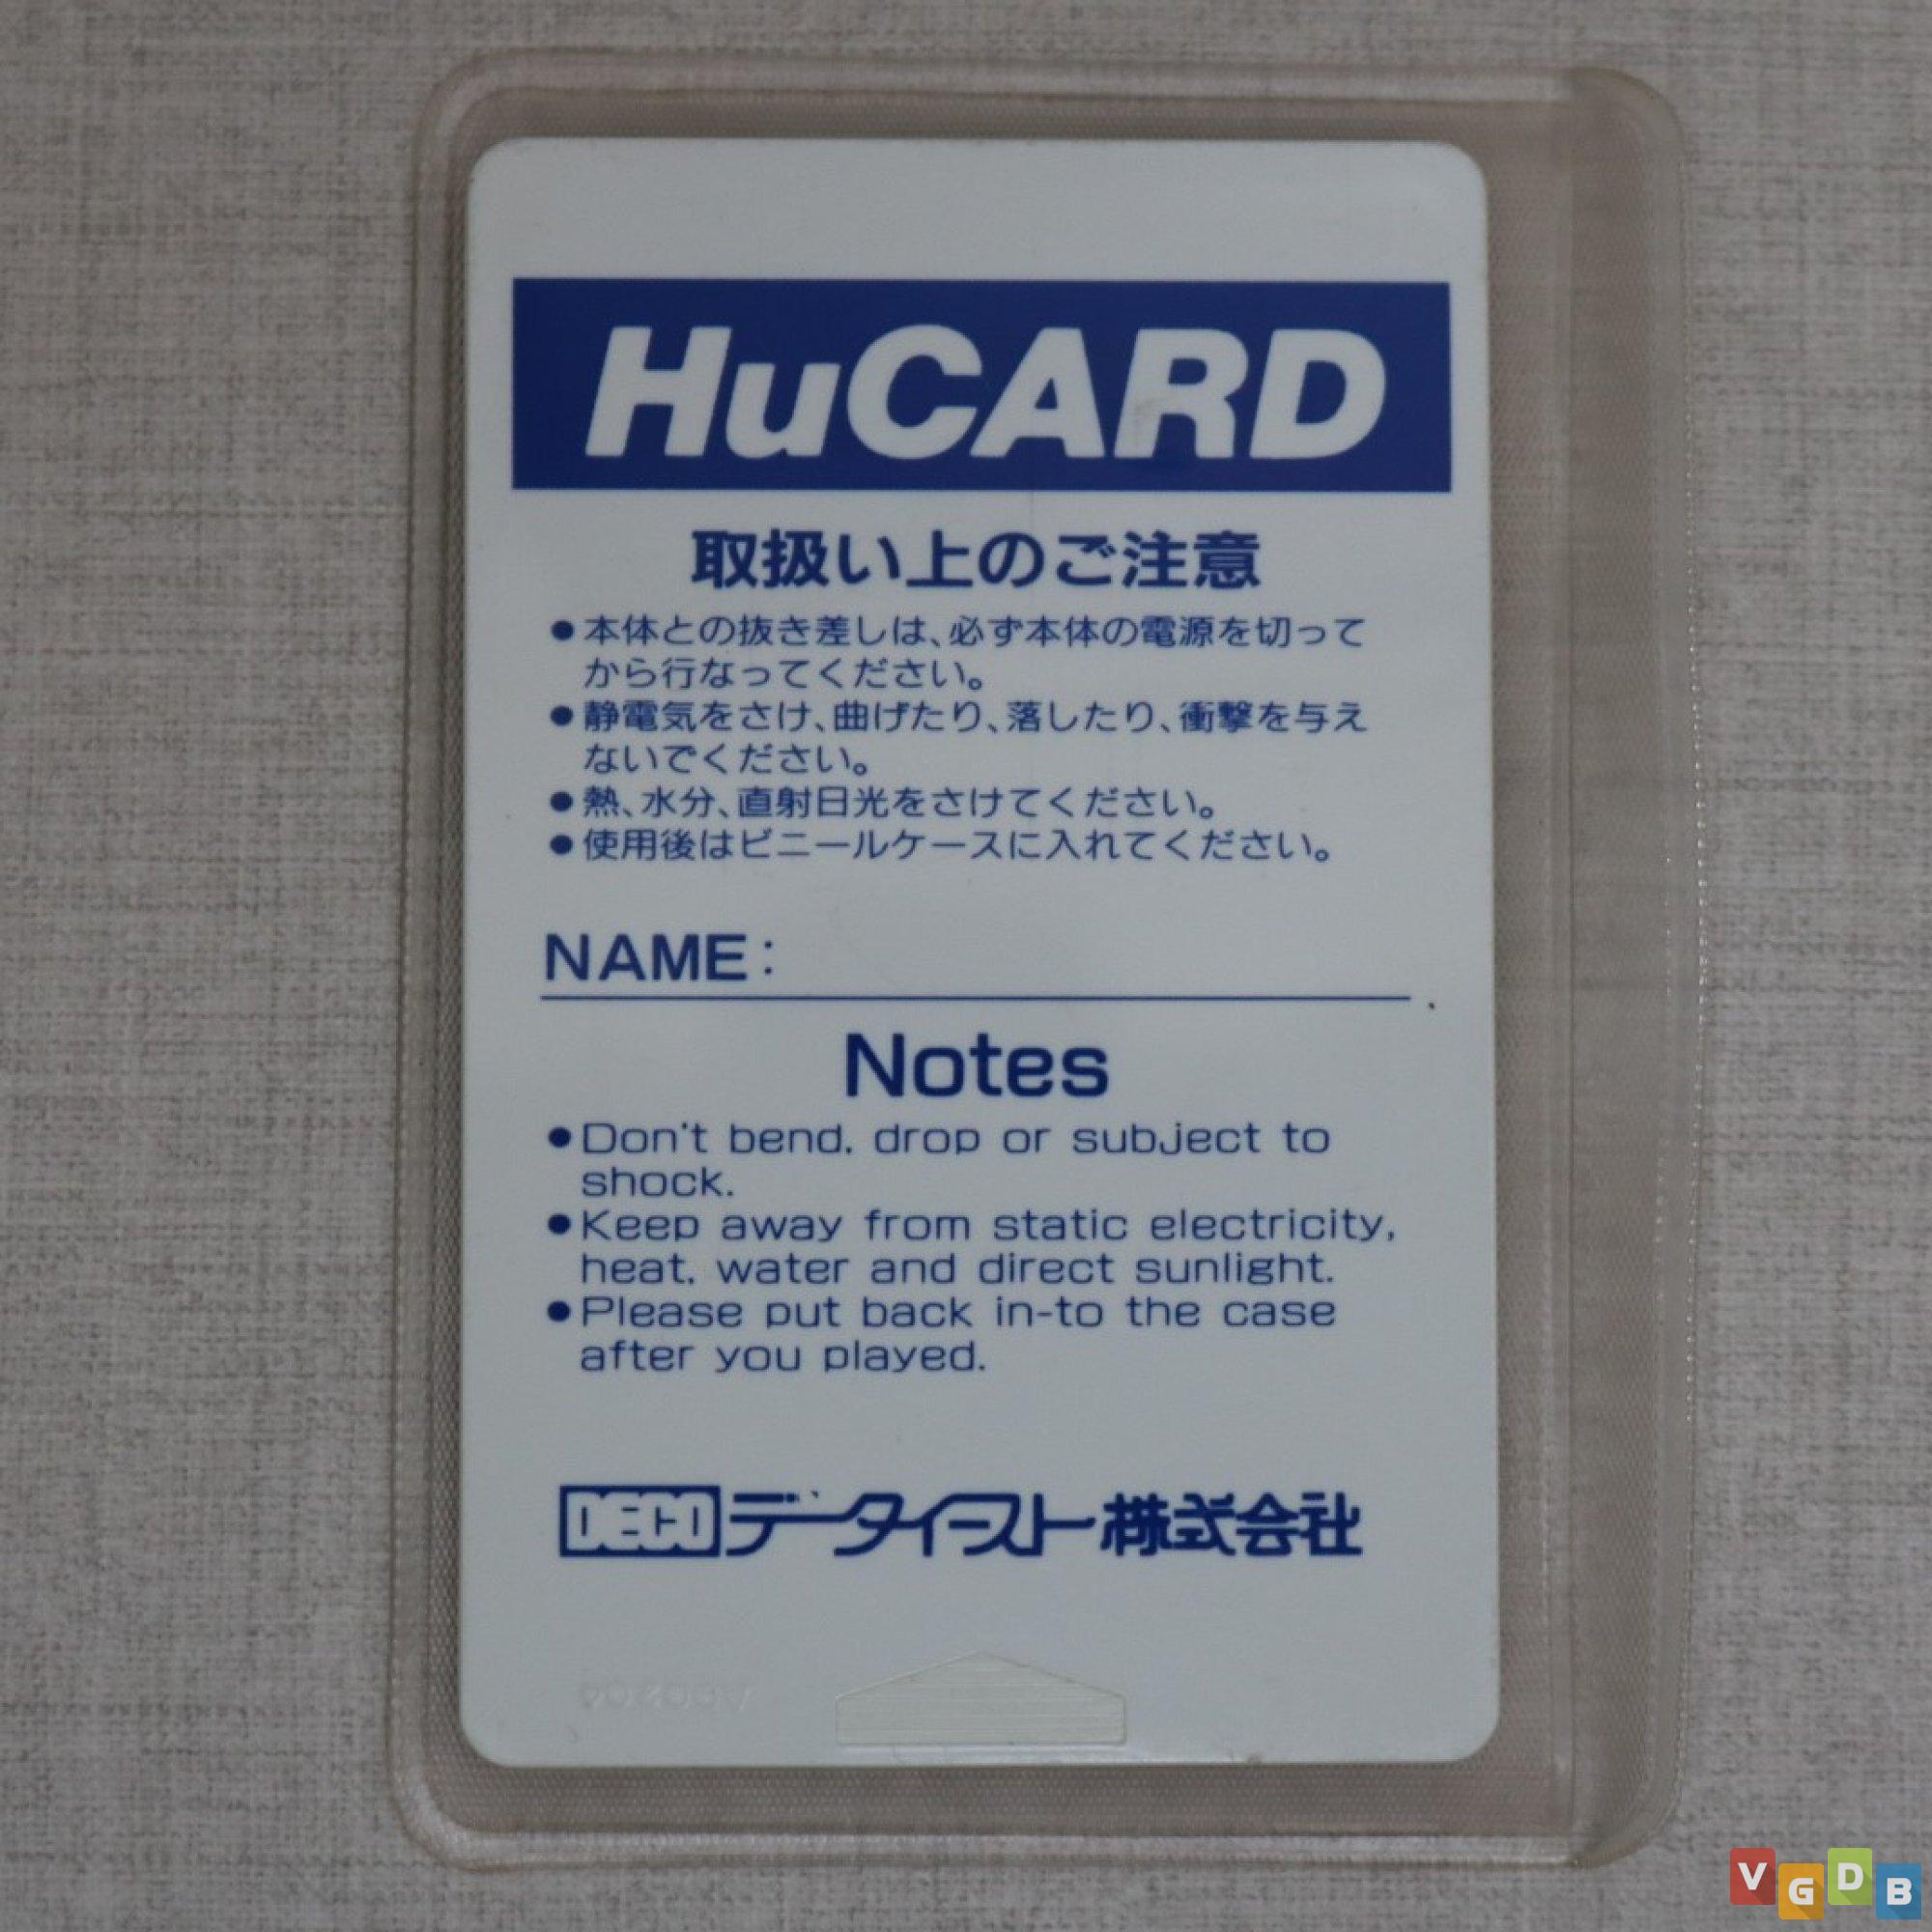 HuCARD
取扱い上のご注意
●本体との抜き差しは、必ず本体の電源を切って
から行なってください。
●静電気をさけ、曲げたり、落したり、衝撃を与え
ないでください。
●熱、水分、直射日光をさけてください。
●使用後はビニールケースに入れてください。
NAME:
Notes
●Don't bend. drop or subject to
shock.
●Keep away from static electricity,
heat. water and direct sunlight.
●Please put back in-to the case
after you played.
DECO データイースト株式会社
VGDB